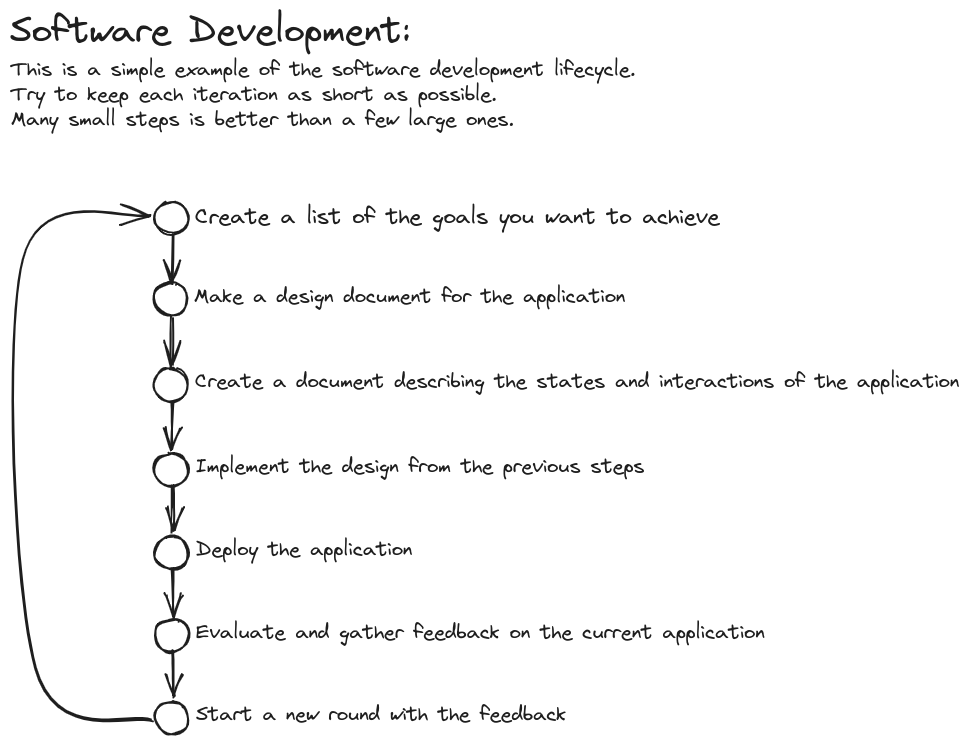 Software Development:
This is a simple example of the software development lifecycle.
Try to keep each iteration as short as possible.
Many small steps is better than a few large ones.
Create a list of the goals you want to achieve
Make a design document for the application
Create a document describing the states and interactions of the application
Implement the design from the previous steps
Deploy the application
Evaluate and gather feedback on the current application
Start a new round with the feedback